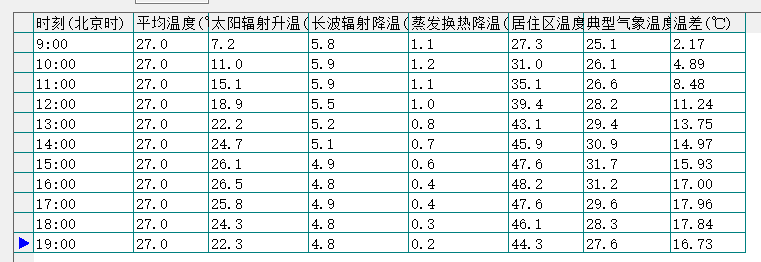 时刻(北京时) 平均温度(℃ 太阳辐射升温( 长波辐射降温( 蒸发换热降温( 居住区温度 典型气象温度 温差(℃)
9:00 27.0 7.2 5.8 1.1 27.3 25.1 2.17
10:00 27.0 11.0 5.9 1.2 31.0 26.1 4.89
11:00 27.0 15.1 5.9 1.1 35.1 26.6 8.48
12:00 27.0 18.9 5.5 1.0 39.4 28.2 11.24
13:00 27.0 22.2 5.2 0.8 43.1 29.4 13.75
14:00 27.0 24.7 5.1 0.7 45.9 30.9 14.97
15:00 27.0 26.1 4.9 0.6 47.6 31.7 15.93
16:00 27.0 26.5 4.8 0.4 48.2 31.2 17.00
17:00 27.0 25.8 4.9 0.4 47.6 29.6 17.96
18:00 27.0 24.3 4.8 0.3 46.1 28.3 17.84
19:00 27.0 22.3 4.8 0.2 44.3 27.6 16.73